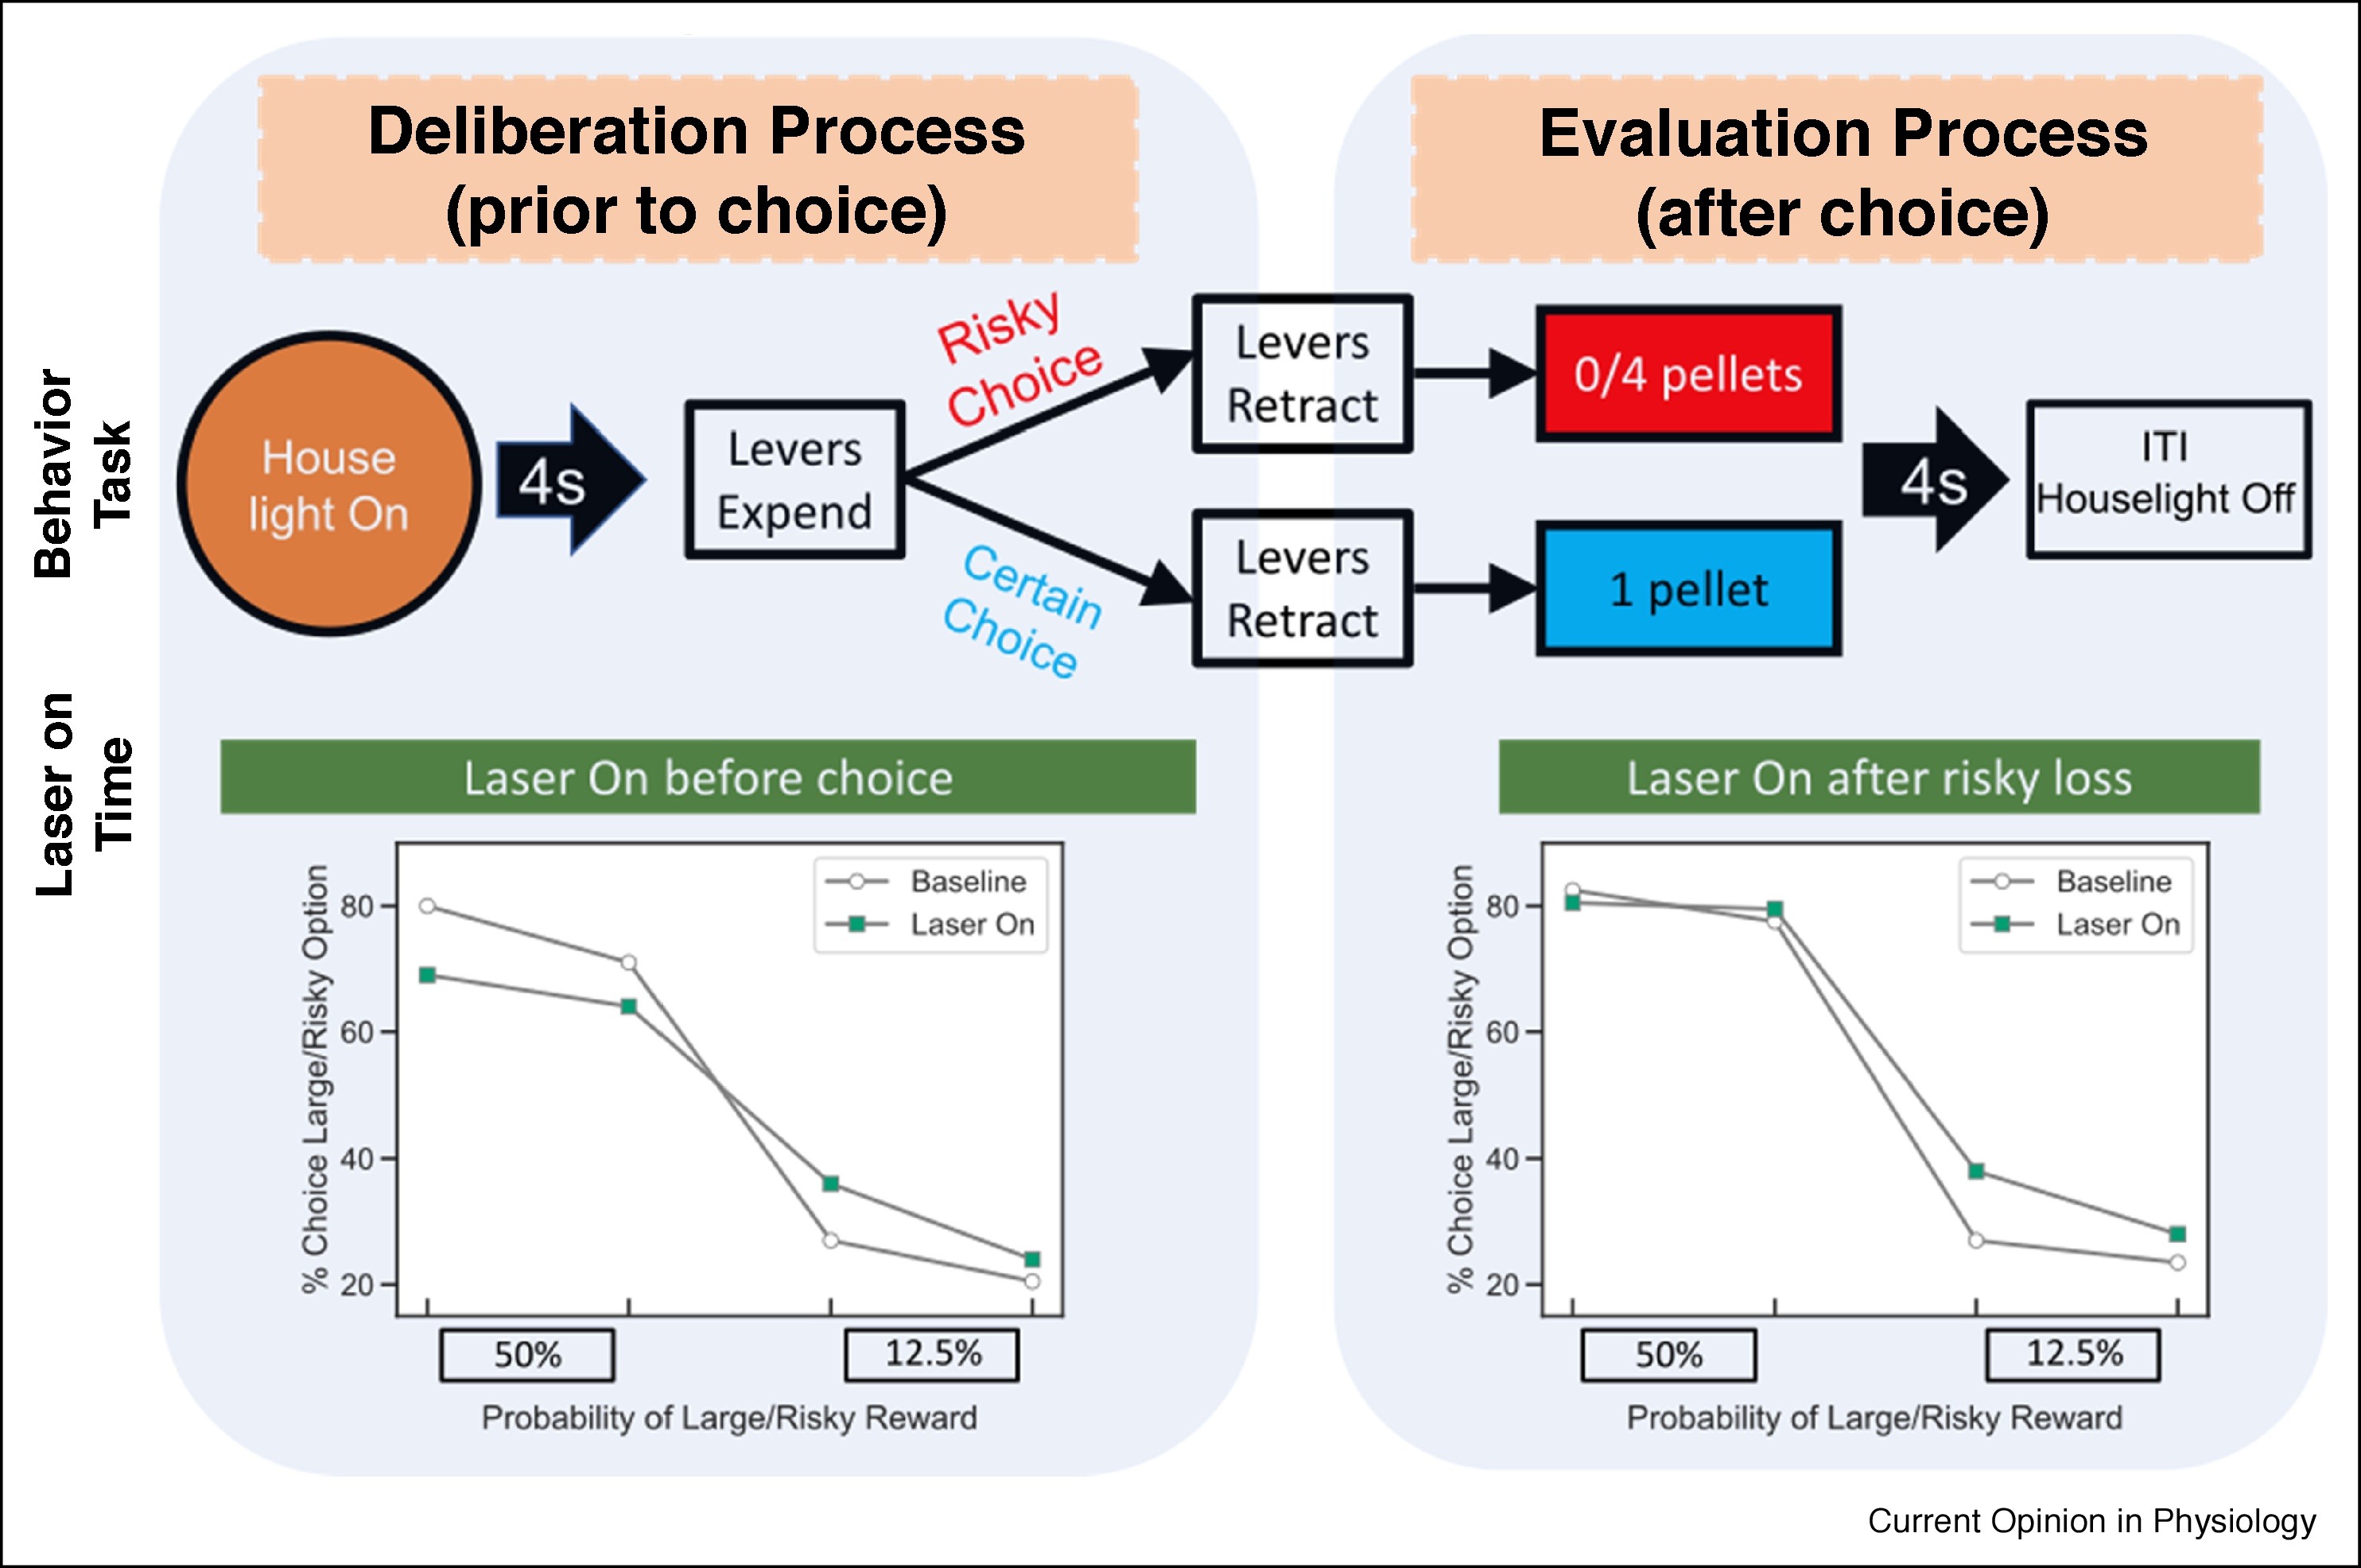 Deliberation Process
(prior to choice)
Evaluation Process
(after choice)
Behavior
Task
House
light On
4s
Levers
Expend
Risky
Choice
Certain
Choice
Levers
Retract
0/4 pellets
Levers
Retract
1 pellet
4s
ITI
Houselight Off
Laser on
Time
Laser On before choice
Laser On after risky loss
% Choice Large/Risky Option
80
60
40
20
Baseline
Laser On
50%
12.5%
Probability of Large/Risky Reward
% Choice Large/Risky Option
80
60
40
20
Baseline
Laser On
50%
12.5%
Probability of Large/Risky Reward
Current Opinion in Physiology